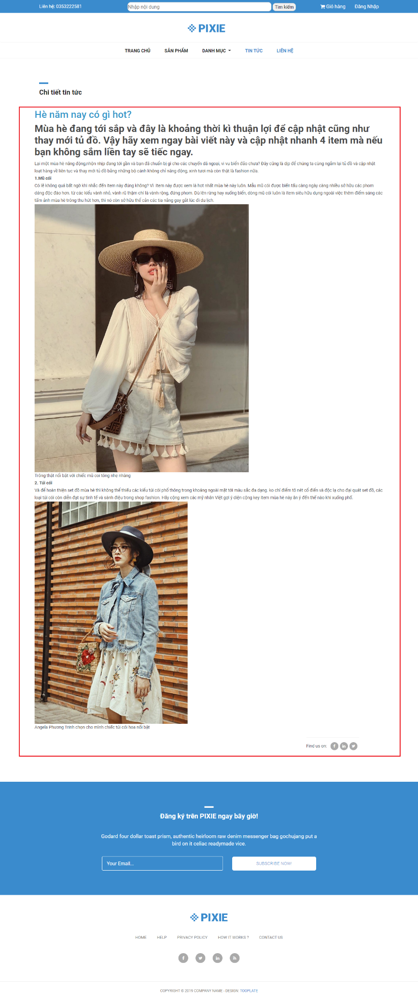 Liên hệ: 0353222581
Nhập nội dung
Tìm kiếm
Giỏ hàng
Đăng Nhập
PIXIE
TRANG CHỦ
SẢN PHẨM
DANH MỤC
TIN TỨC
LIÊN HỆ
Chi tiết tin tức
Hè năm nay có gì hot?
Mùa hè đang tới sắp và đây là khoảng thời kì thuận lợi để cập nhật cũng như
thay mới tủ đồ. Vậy hãy xem ngay bài viết này và cập nhật nhanh 4 item mà nếu
bạn không sắm liền tay sẽ tiếc ngay.
Lại một mùa hè năng động,nhộn nhịp đang tới gần và bạn đã chuẩn bị gì cho các chuyến dã ngoại, vi vu biển đảo chưa? Đây cũng là dịp để chúng ta cùng ngắm lại tủ đồ và cập nhật
loạt hàng về liên tục và thay mới tủ đồ bằng những bộ cánh không chỉ năng động, xinh tươi mà còn thật là fashion nữa.
1.Mũ cói
Có lẽ không quá bất ngờ khi nhắc đến item này đúng không? Vì item này được xem là hot nhất mùa hè này luôn. Mẫu mũ cói được biến tấu càng ngày càng nhiều sở hữu các phom
dáng độc đáo hơn. từ các kiểu vành nhỏ, vành rũ thậm chí là vành rộng, đứng phom. Dù lên rừng hay xuống biển, dòng mũ cói luôn là item siêu hữu dụng ngoài việc thêm điểm sáng các
tấm ảnh mùa hè trông thu hút hơn, thì nó còn sở hữu thể cản các tia nắng gay gắt lúc đi du lịch.
Trông thật nổi bật với chiếc mũ coi tông nhẹ nhàng
2. Túi cói
Và để hoàn thiện set đồ mùa hè thì không thể thiếu các kiểu túi cói phổ thông trong khoảng ngoài mặt tới màu sắc đa dạng. ko chỉ điểm tô nét cổ điển và độc lạ cho đại quát set đồ, các
loại túi cói còn diễn đạt sự tinh tế và sành điệu trong shop fashion. Hãy cộng xem các mỹ nhân Việt gợi ý diện cộng key item mùa hè này ăn ý đến thế nào khi xuống phố.
Angela Phương Trinh chọn cho mình chiếc túi cói hoa nổi bật
Find us on:
Đăng ký trên PIXIE ngay bây giờ!
Godard four dollar toast prism, authentic heirloom raw denim messenger bag gochujang put a
bird on it celiac readymade vice.
Your Email...
SUBSCRIBE NOW!
PIXIE
HOME
HELP
PRIVACY POLICY
HOW IT WORKS ?
CONTACT US
COPYRIGHT © 2019 COMPANY NAME - DESIGN: TOOPLATE